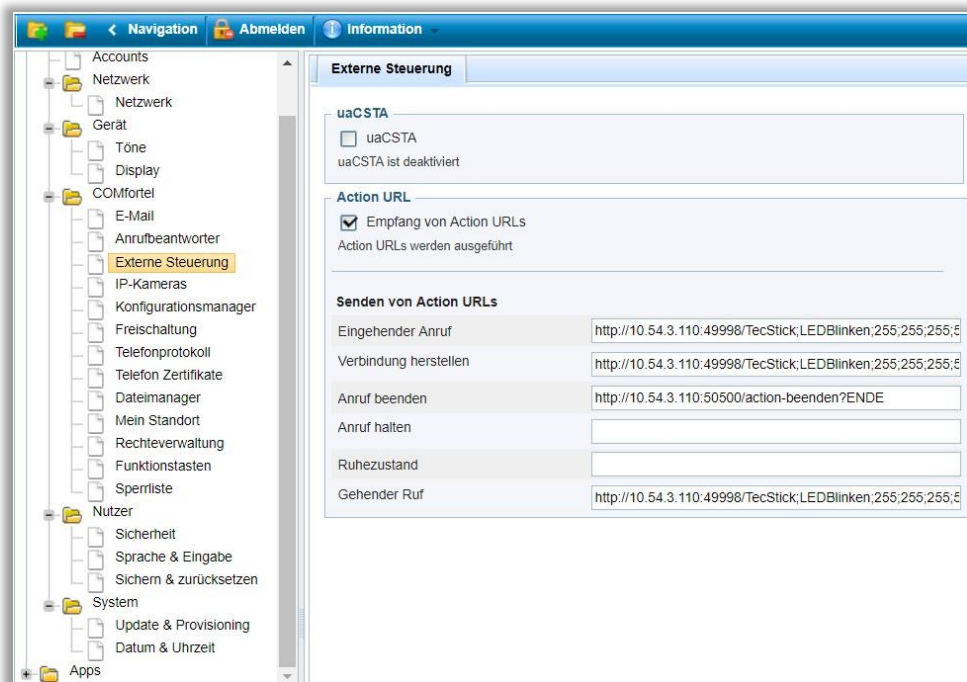 Navigation
Abmelden
Information
Accounts
Netzwerk
Netzwerk
Gerät
Töne
Display
COMfortel
E-Mail
Anrufbeantworter
Externe Steuerung
IP-Kameras
Konfigurationsmanager
Freischaltung
Telefonprotokoll
Telefon Zertifikate
Dateimanager
Mein Standort
Rechteverwaltung
Funktionstasten
Sperrliste
Nutzer
Sicherheit
Sprache & Eingabe
Sichern & zurücksetzen
System
Update & Provisioning
Datum & Uhrzeit
Apps
Externe Steuerung
uaCSTA
uaCSTA
uaCSTA ist deaktiviert
Action URL
Empfang von Action URLs
Action URLs werden ausgeführt
Senden von Action URLs
Eingehender Anruf http://10.54.3.110:49998/TecStick;LEDBlinken;255;255;255;5
Verbindung herstellen http://10.54.3.110:49998/TecStick;LEDBlinken;255;255;255;5
Anruf beenden http://10.54.3.110:50500/action-beenden?ENDE
Anruf halten
Ruhezustand
Gehender Ruf http://10.54.3.110:49998/TecStick;LEDBlinken;255;255;255;5